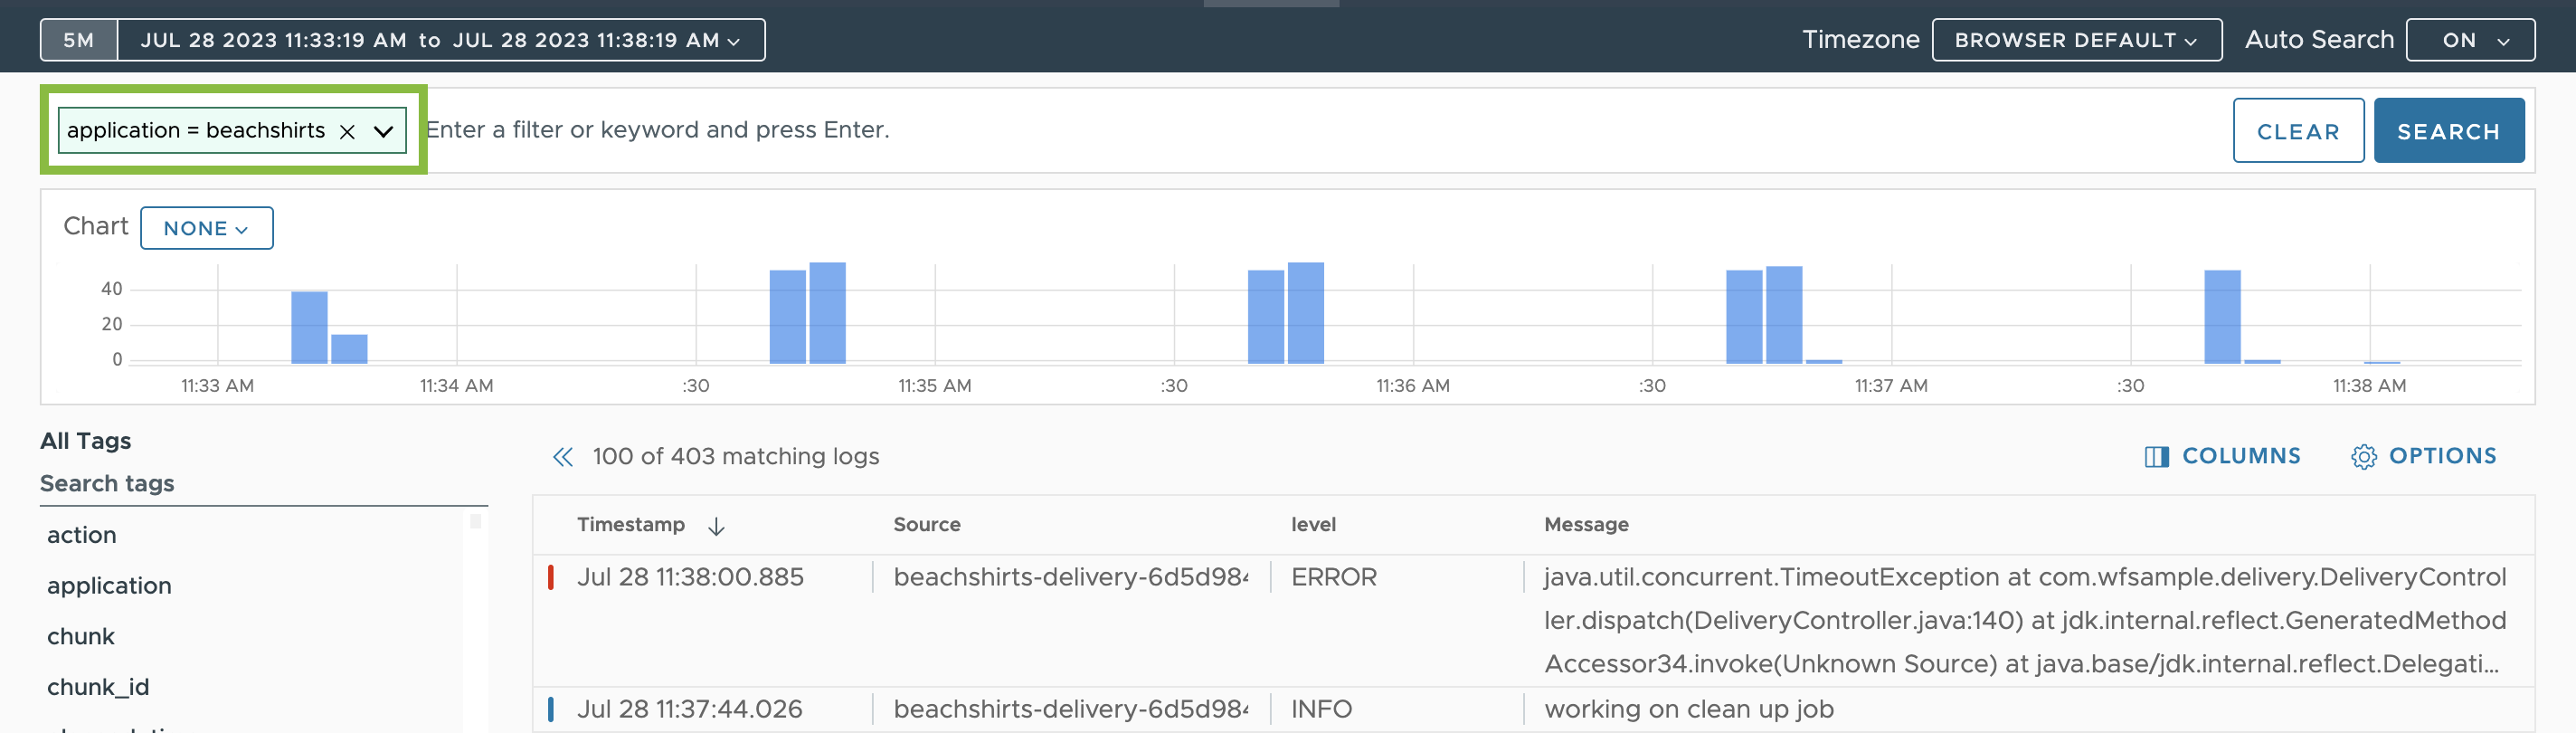 5M JUL 28 2023 11:33:19 AM to JUL 28 2023 11:38:19 AM Timezone BROWSER DEFAULT Auto Search ON
application = beachshirts Enter a filter or keyword and press Enter. CLEAR SEARCH
Chart NONE
40
20
0
11:33 AM 11:34 AM :30 11:35 AM :30 11:36 AM :30 11:37 AM :30 11:38 AM
All Tags
Search tags
action
application
chunk
chunk_id
100 of 403 matching logs COLUMNS OPTIONS
Timestamp Source level Message
Jul 28 11:38:00.885 beachshirts-delivery-6d5d984 ERROR java.util.concurrent.TimeoutException at com.wfsample.delivery.DeliveryControl
ler.dispatch(DeliveryController.java:140) at jdk.internal.reflect.GeneratedMethod
Accessor34.invoke(Unknown Source) at java.base/jdk.internal.reflect.Delegati...
Jul 28 11:37:44.026 beachshirts-delivery-6d5d984 INFO working on clean up job